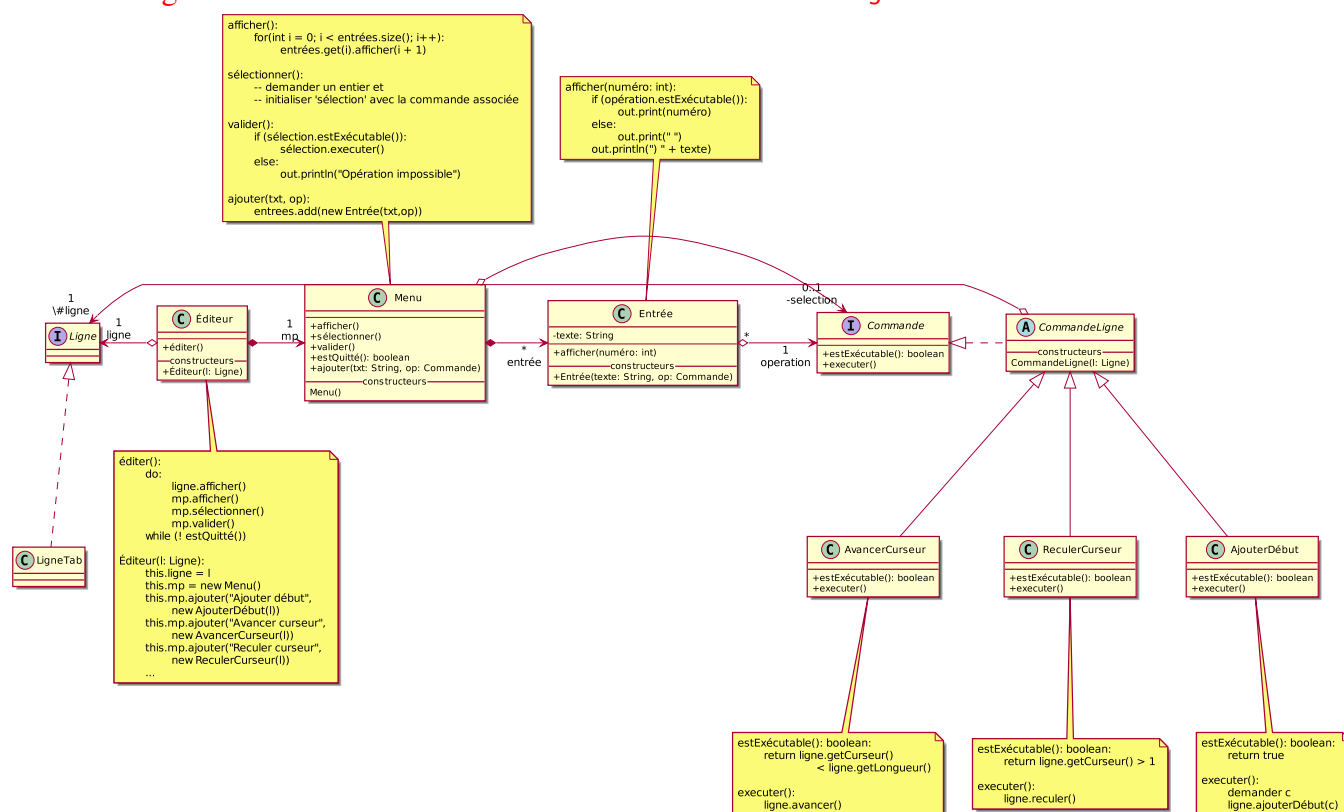 afficher():
for(int i = 0; i < entrées.size(); i++):
entrées.get(i).afficher(i + 1)
sélectionner():
-- demander un entier et
-- initialiser 'sélection' avec la commande associée
valider():
if (sélection.estExécutable()):
sélection.executer()
else:
out.println("Opération impossible")
ajouter(txt, op):
entrees.add(new Entrée(txt,op))
afficher(numéro: int):
if (opération.estExécutable()):
out.print(numéro)
else:
out.print(" ")
out.println(") " + texte)
1
\#ligne
I Ligne
1
ligne
C Éditeur
+éditer()
constructeurs
+Éditeur(l: Ligne)
1
mp
C Menu
+afficher()
+sélectionner()
+valider()
+estQuitté(): boolean
+ajouter(txt: String, op: Commande)
constructeurs
Menu()
*
entrée
C Entrée
-texte: String
+afficher(numéro: int)
constructeurs
+Entrée(texte: String, op: Commande)
*
1
operation
0..1
-selection
I Commande
+estExécutable(): boolean
+executer()
A CommandeLigne
constructeurs
CommandeLigne(l: Ligne)
C LigneTab
éditer():
do:
ligne.afficher()
mp.afficher()
mp.sélectionner()
mp.valider()
while (! estQuitté())
Éditeur(l: Ligne):
this.ligne = l
this.mp = new Menu()
this.mp.ajouter("Ajouter début",
new AjouterDébut(l))
this.mp.ajouter("Avancer curseur",
new AvancerCurseur(l))
this.mp.ajouter("Reculer curseur",
new ReculerCurseur(l))
...
C AvancerCurseur
+estExécutable(): boolean
+executer()
C ReculerCurseur
+estExécutable(): boolean
+executer()
C AjouterDébut
+estExécutable(): boolean
+executer()
estExécutable(): boolean:
return ligne.getCurseur()
< ligne.getLongueur()
executer():
ligne.avancer()
estExécutable(): boolean:
return ligne.getCurseur() > 1
executer():
ligne.reculer()
estExécutable(): boolean:
return true
executer():
demander c
ligne.ajouterDébut(c)